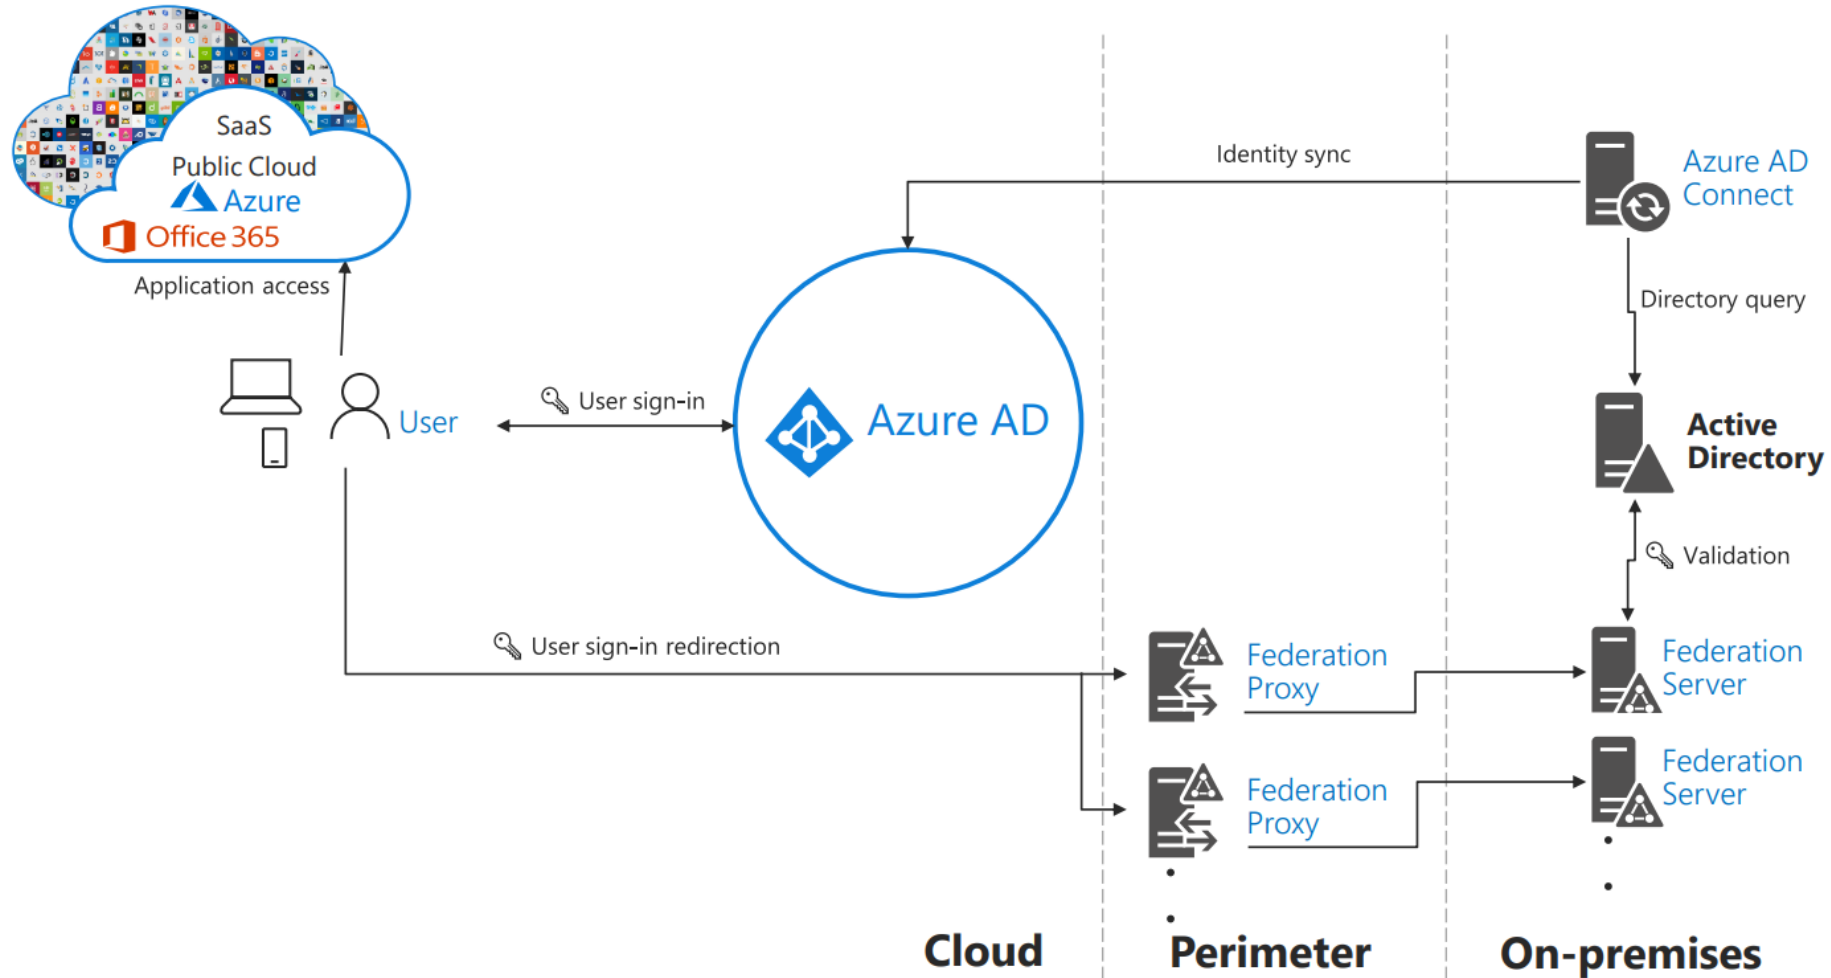 SaaS
Public Cloud
Azure
Office 365
Application access
User
User sign-in
Azure AD
Identity sync
Azure AD
Connect
Directory query
Active
Directory
Validation
User sign-in redirection
Federation
Proxy
Federation
Server
Federation
Proxy
Federation
Server
Cloud
Perimeter
On-premises